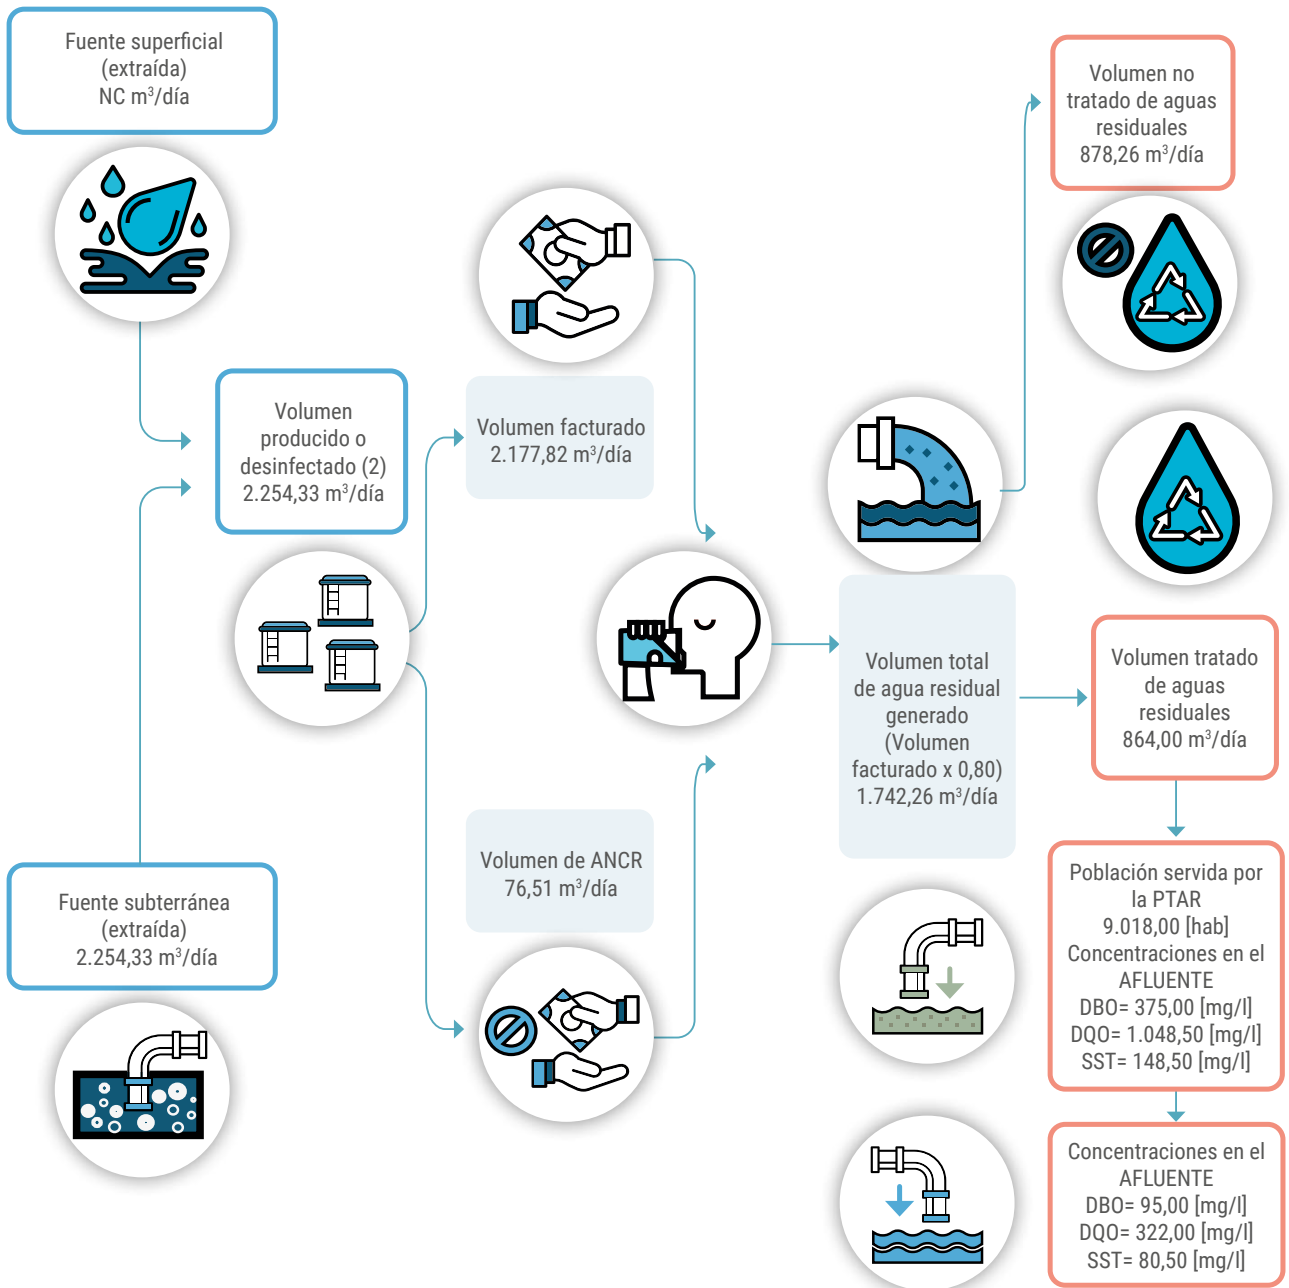 Fuente superficial
(extraída)
NC m³/día
Volumen
producido o
desinfectado (2)
2.254,33 m³/día
Fuente subterránea
(extraída)
2.254,33 m³/día
Volumen facturado
2.177,82 m³/día
Volumen de ANCR
76,51 m³/día
Volumen total
de agua residual
generado
(Volumen
facturado x 0,80)
1.742,26 m³/día
Volumen no
tratado de aguas
residuales
878,26 m³/día
Volumen tratado
de aguas
residuales
864,00 m³/día
Población servida por
la PTAR
9.018,00 [hab]
Concentraciones en el
AFLUENTE
DBO= 375,00 [mg/l]
DQO= 1.048,50 [mg/l]
SST= 148,50 [mg/l]
Concentraciones en el
AFLUENTE
DBO= 95,00 [mg/l]
DQO= 322,00 [mg/l]
SST= 80,50 [mg/l]